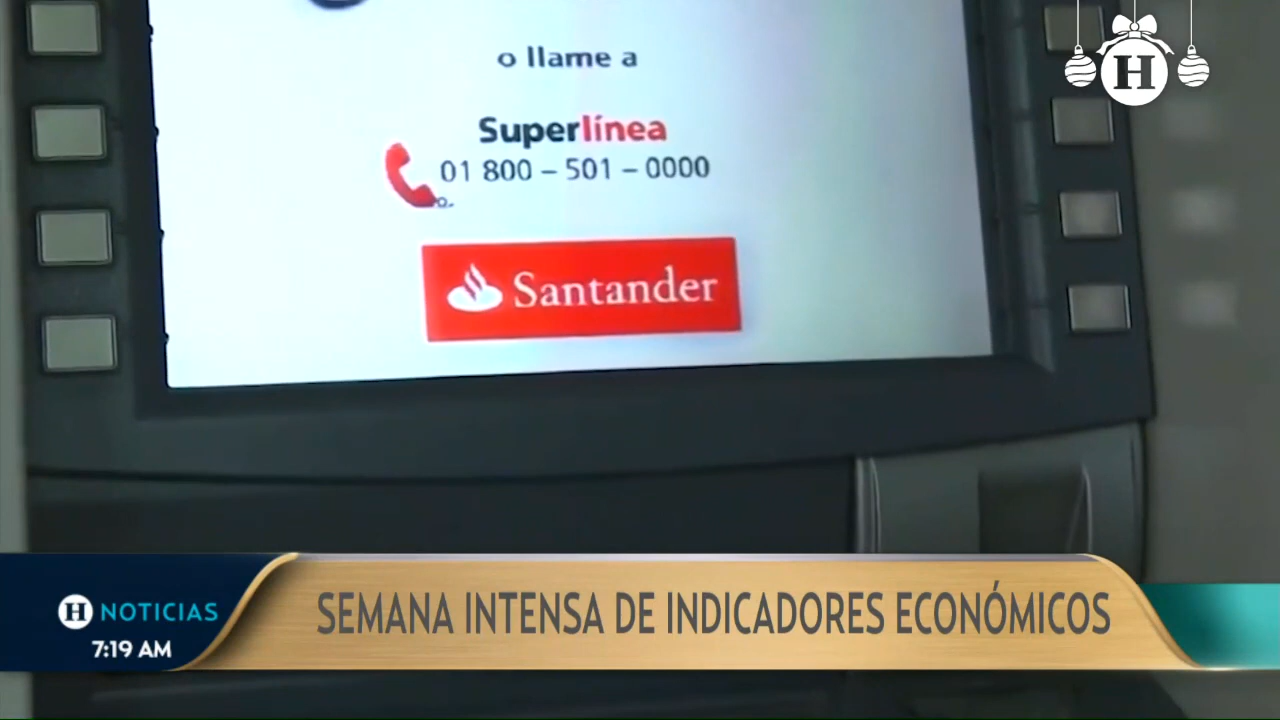 o llame a
Superlínea
01 800 – 501 – 0000
Santander
H
SEMANA INTENSA DE INDICADORES ECONÓMICOS
H NOTICIAS
7:19 AM